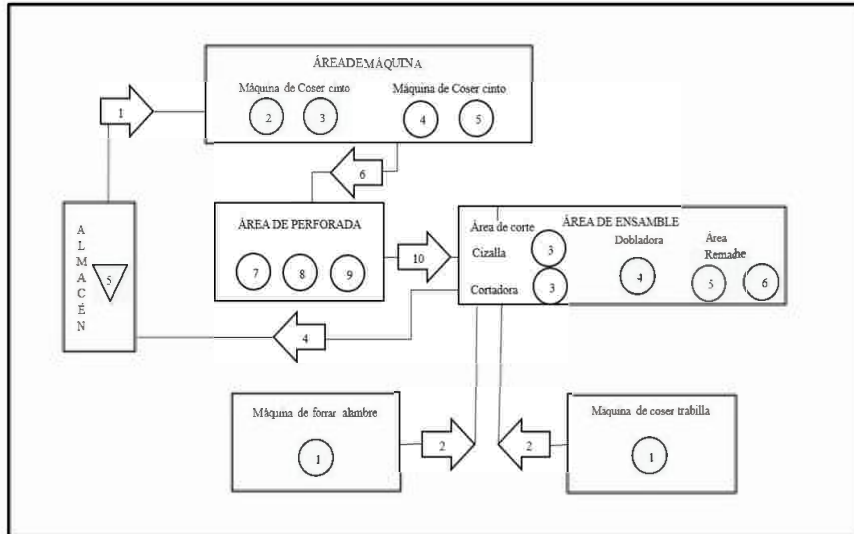 ÁREADEMÁQUINA
Máquina de Coser cinto
Máquina de Coser cinto
1
2
3
4
5
6
ALMACÉN
5
ÁREA DE PERFORADA
7
8
9
10
Área de corte
ÁREA DE ENSAMBLE
Cizalla
3
Dobladora
4
Área
Remache
5
6
Cortadora
3
4
Máquina de forrar alambre
1
2
2
Máquina de coser trabilla
1